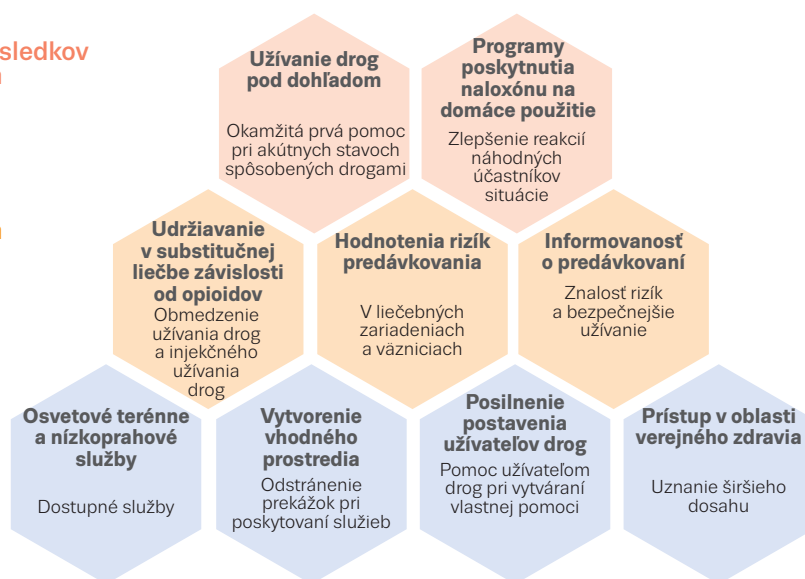 sledkov
Užívanie drog
pod dohľadom
Okamžitá prvá pomoc
pri akútnych stavoch
spôsobených drogami
Programy
poskytnutia
naloxónu na
domáce použitie
Zlepšenie reakcií
náhodných
účastníkov
situácie
Udržiavanie
v substitučnej
liečbe závislosti
od opioidov
Obmedzenie
užívania drog
a injekčného
užívania
drog
Hodnotenia rizík
predávkovania
V liečebných
zariadeniach
a väzniciach
Informovanosť
o predávkovaní
Znalosť rizík
a bezpečnejšie
užívanie
Osvetové terénne
a nízkoprahové
služby
Dostupné služby
Vytvorenie
vhodného
prostredia
Odstránenie
prekážok pri
poskytovaní služieb
Posilnenie
postavenia
užívateľov drog
Pomoc užívateľom
drog pri vytváraní
vlastnej pomoci
Prístup v oblasti
verejného zdravia
Uznanie širšieho
dosahu